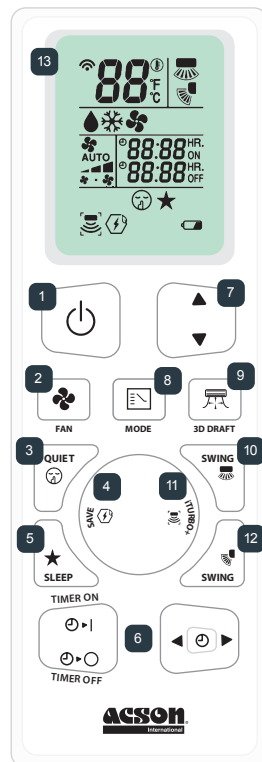 13
88 °F °C
AUTO
88:88 HR. ON
88:88 HR. OFF
1
7
2
8
9
FAN
MODE
3D DRAFT
3
QUIET
10
SWING
4
SAVE
11
iTURBO+
5
SLEEP
12
SWING
TIMER ON
6
TIMER OFF
ACSON
International